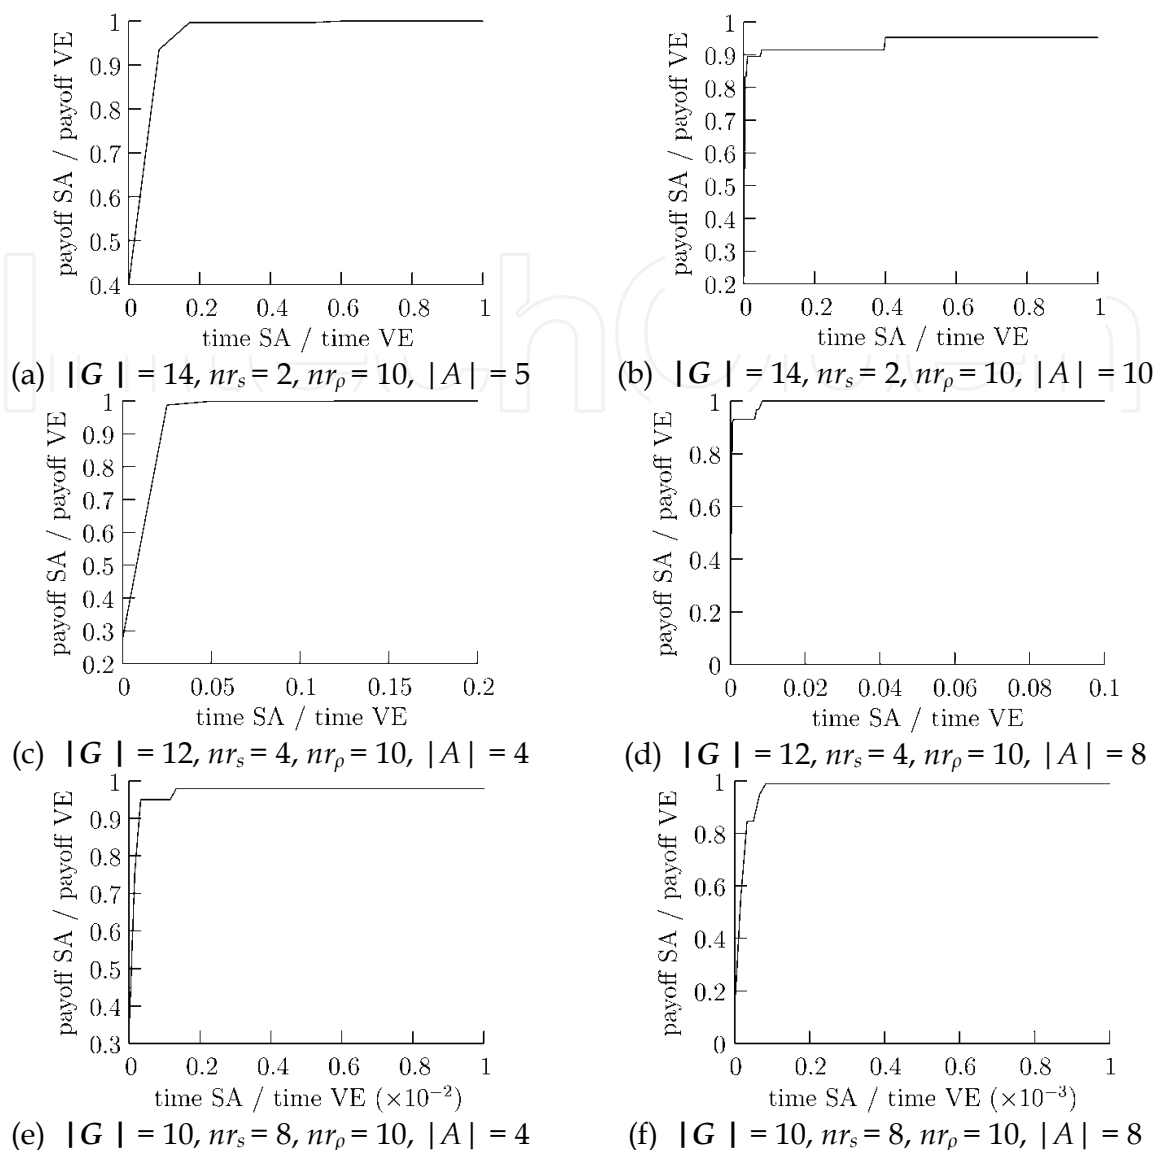 payoff SA / payoff VE
1
0.9
0.8
0.7
0.6
0.5
0.4
0 0.2 0.4 0.6 0.8 1
time SA / time VE
(a) |G | = 14, nrs = 2, nrρ = 10, |A| = 5
payoff SA / payoff VE
1
0.9
0.8
0.7
0.6
0.5
0.4
0.3
0.2
0 0.2 0.4 0.6 0.8 1
time SA / time VE
(b) |G | = 14, nrs = 2, nrρ = 10, |A| = 10
payoff SA / payoff VE
1
0.9
0.8
0.7
0.6
0.5
0.4
0.3
0.2
0 0.05 0.1 0.15 0.2
time SA / time VE
(c) |G | = 12, nrs = 4, nrρ = 10, |A| = 4
payoff SA / payoff VE
1
0.8
0.6
0.4
0.2
0
0 0.02 0.04 0.06 0.08 0.1
time SA / time VE
(d) |G | = 12, nrs = 4, nrρ = 10, |A| = 8
payoff SA / payoff VE
1
0.9
0.8
0.7
0.6
0.5
0.4
0.3
0 0.2 0.4 0.6 0.8 1
time SA / time VE (×10⁻²)
(e) |G | = 10, nrs = 8, nrρ = 10, |A| = 4
payoff SA / payoff VE
1
0.8
0.6
0.4
0.2
0
0 0.2 0.4 0.6 0.8 1
time SA / time VE (×10⁻³)
(f) |G | = 10, nrs = 8, nrρ = 10, |A| = 8